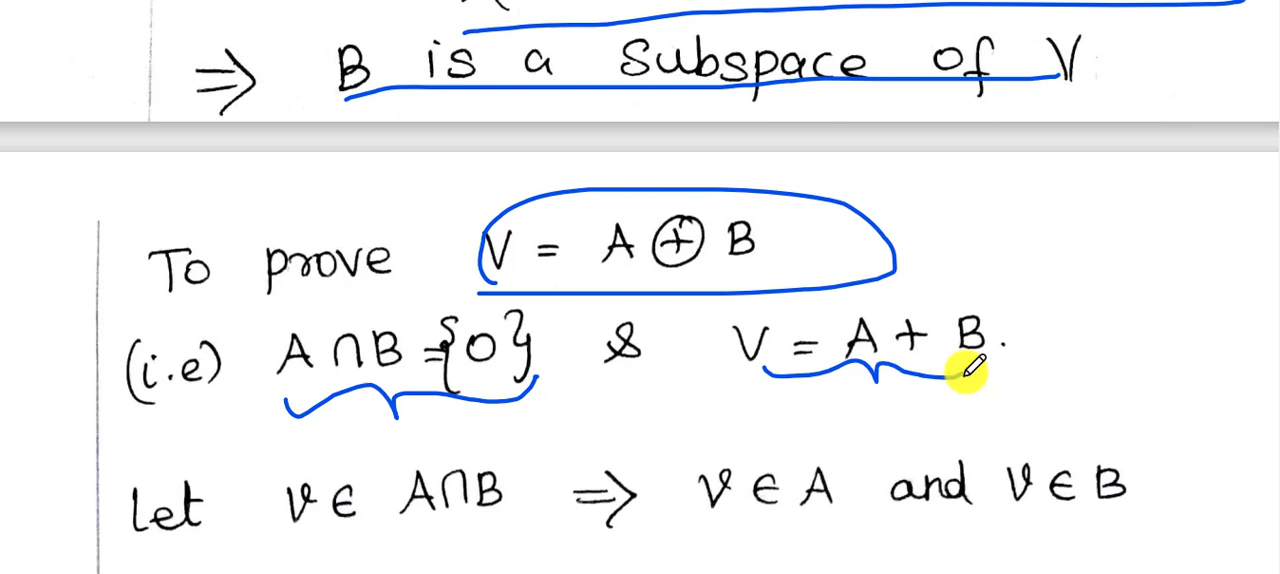 ⇒ B is a Subspace of V
To prove V = A ⊕ B
(i.e) A ∩ B = {0} & V = A + B.
Let v ∈ A∩B ⇒ v ∈ A and v ∈ B